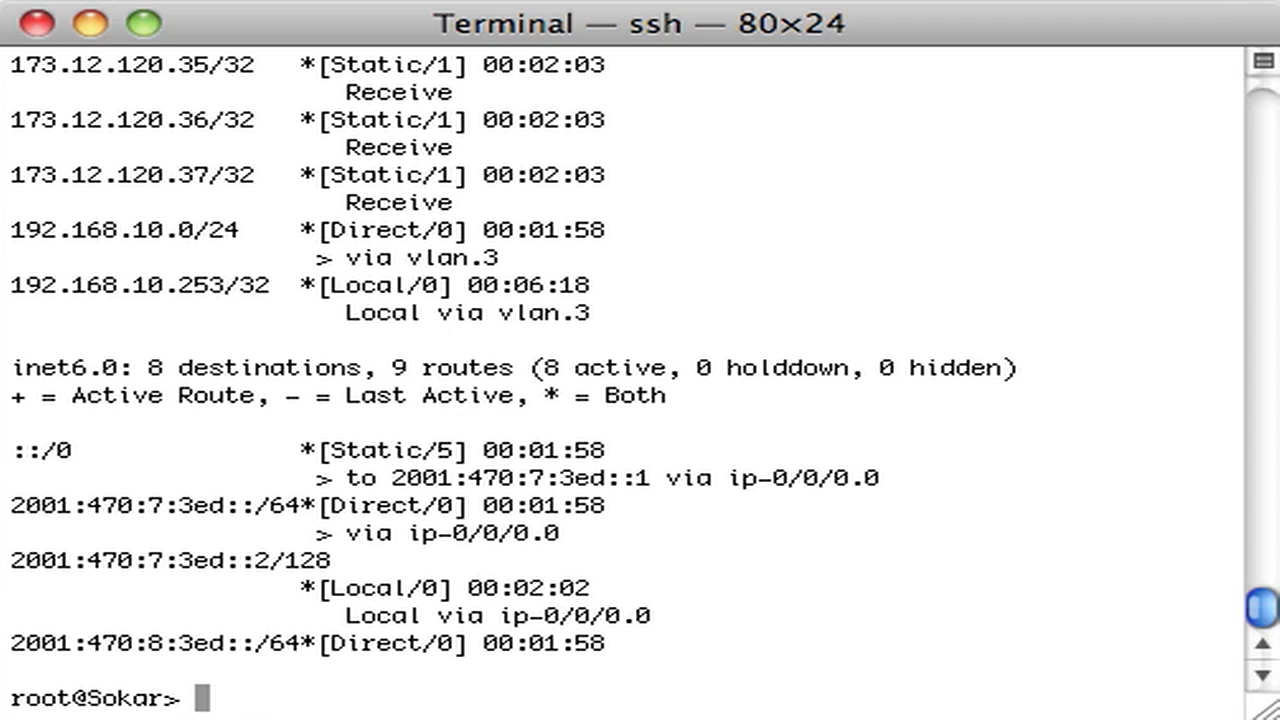 Terminal — ssh — 80×24
173.12.120.35/32   *[Static/1] 00:02:03
                      Receive
173.12.120.36/32   *[Static/1] 00:02:03
                      Receive
173.12.120.37/32   *[Static/1] 00:02:03
                      Receive
192.168.10.0/24    *[Direct/0] 00:01:58
                    > via vlan.3
192.168.10.253/32  *[Local/0] 00:06:18
                      Local via vlan.3
inet6.0: 8 destinations, 9 routes (8 active, 0 holddown, 0 hidden)
+ = Active Route, - = Last Active, * = Both
::/0               *[Static/5] 00:01:58
                    > to 2001:470:7:3ed::1 via ip-0/0/0.0
2001:470:7:3ed::/64*[Direct/0] 00:01:58
                    > via ip-0/0/0.0
2001:470:7:3ed::2/128
                   *[Local/0] 00:02:02
                      Local via ip-0/0/0.0
2001:470:8:3ed::/64*[Direct/0] 00:01:58
root@Sokar>